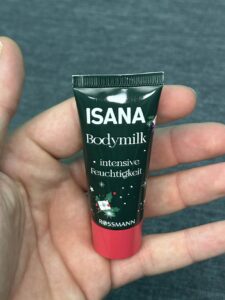 ISANA
Bodymilk
intensive
Feuchtigkeit
ROSSMANN